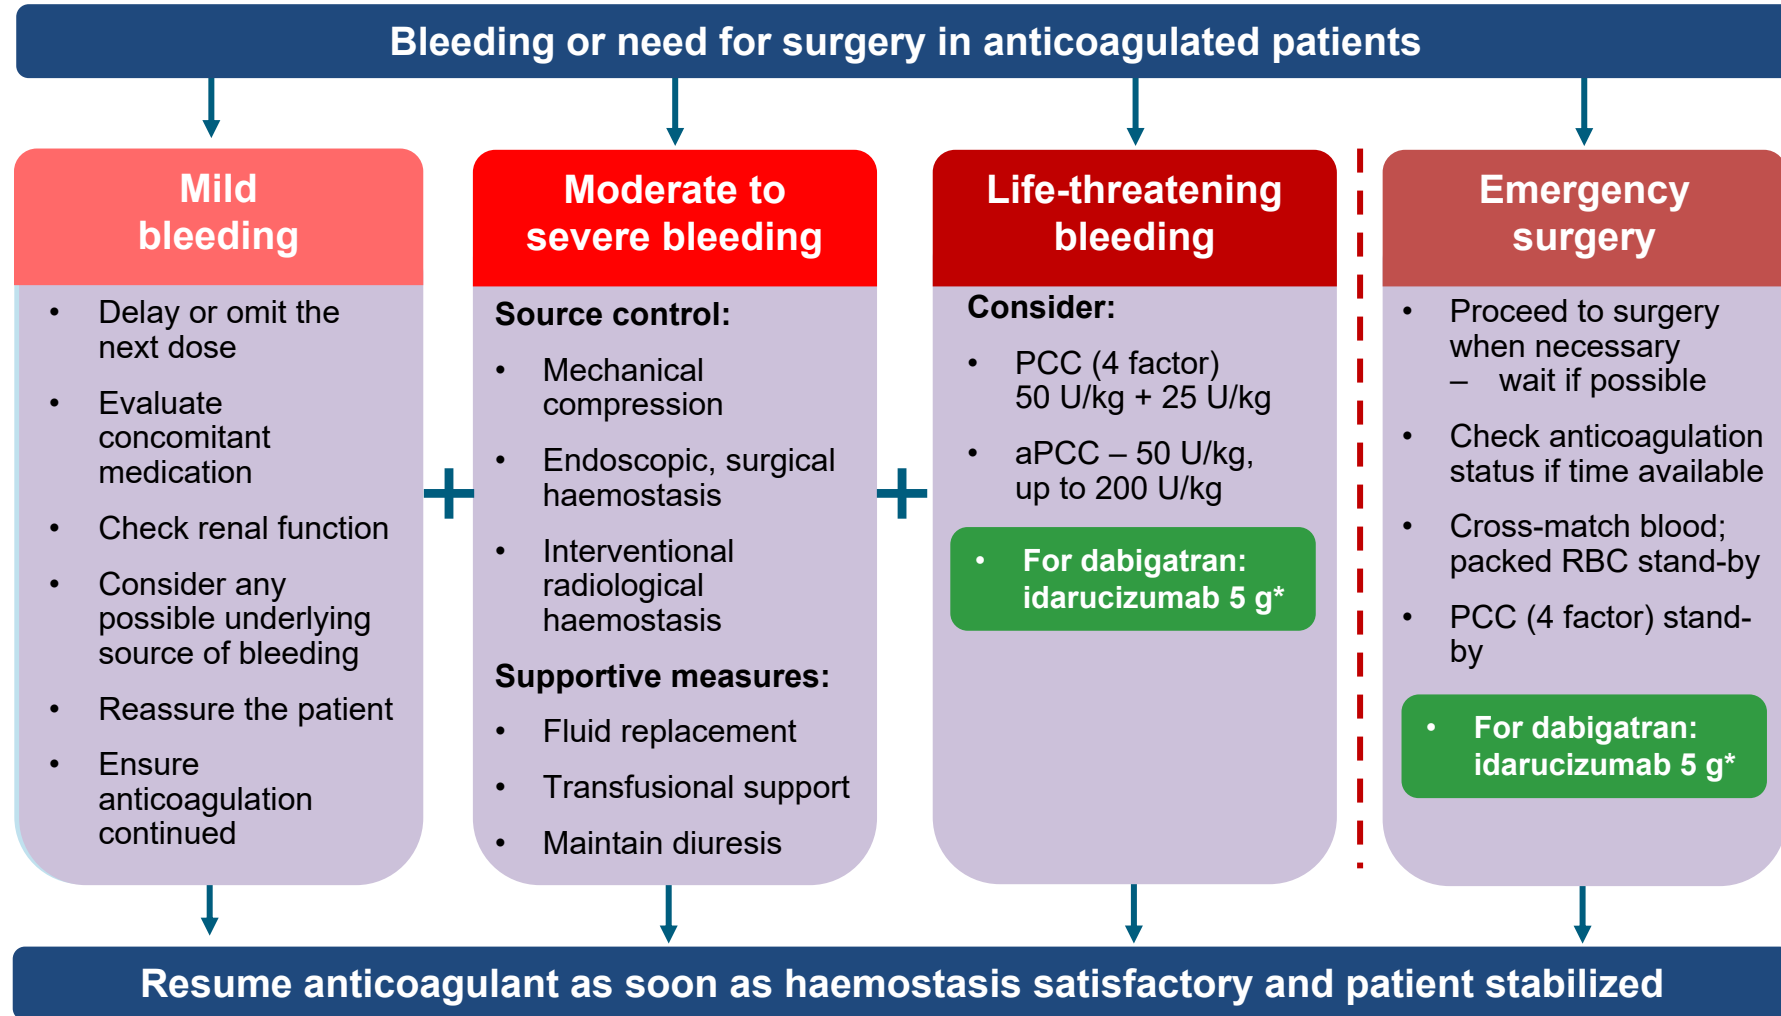 Bleeding or need for surgery in anticoagulated patients
Mild
bleeding
• Delay or omit the
next dose
• Evaluate
concomitant
medication
• Check renal function
• Consider any
possible underlying
source of bleeding
• Reassure the patient
• Ensure
anticoagulation
continued
+
Moderate to
severe bleeding
Source control:
• Mechanical
compression
• Endoscopic, surgical
haemostasis
• Interventional
radiological
haemostasis
Supportive measures:
• Fluid replacement
• Transfusional support
• Maintain diuresis
+
Life-threatening
bleeding
Consider:
• PCC (4 factor)
50 U/kg + 25 U/kg
• aPCC – 50 U/kg,
up to 200 U/kg
• For dabigatran:
idarucizumab 5 g*
Emergency
surgery
• Proceed to surgery
when necessary
– wait if possible
• Check anticoagulation
status if time available
• Cross-match blood;
packed RBC stand-by
• PCC (4 factor) stand-
by
• For dabigatran:
idarucizumab 5 g*
Resume anticoagulant as soon as haemostasis satisfactory and patient stabilized